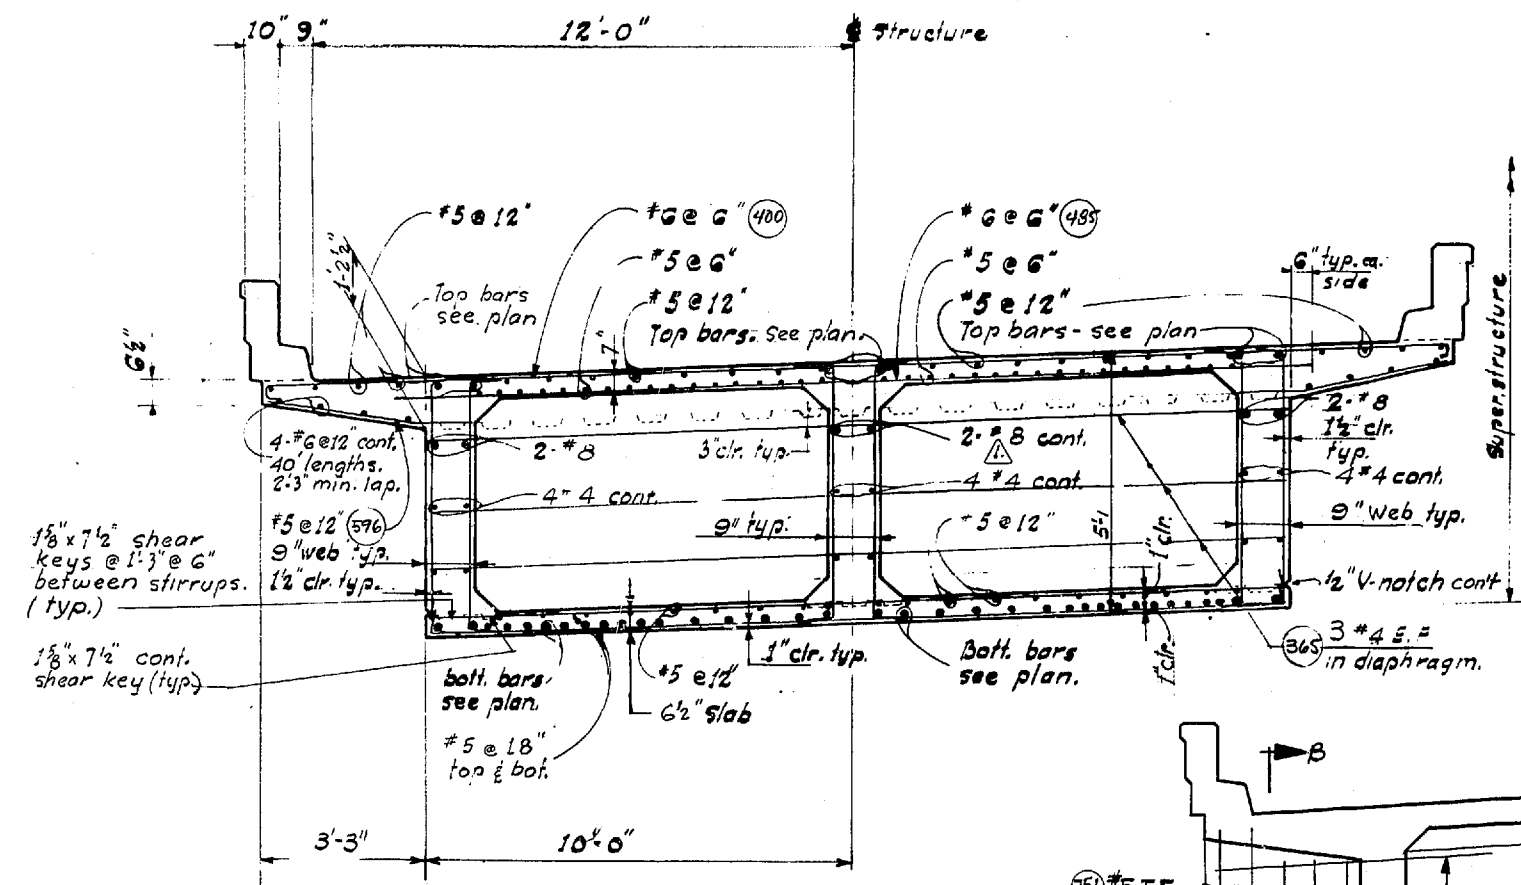 10" 9"
12'-0"
Structure
#5@12"
#6@ 6" 400
#5@6"
#5@12"
Top bars- See plan.
#6@6" 485
#5@6"
#5@12"
Top bars - see plan
6" typ. ea.
side
1'-2½"
Top bars
see plan
7"
6½"
Superstructure
4-#6@12" cont.
40' lengths.
2'-3" min. lap.
2-#8
3" clr. typ.
2-#8 cont.
1.
2-#8
1½" clr.
typ.
4-4 cont.
4 #4 cont.
4 #4 cont.
#5@12" 596
9" web typ.
1½" clr. typ.
9" typ.
#5@12"
5'-1
1" clr.
9" Web typ.
1⅝" x 7½" shear
keys @ 1'-3" @ 6"
between stirrups.
(typ.)
½" V-notch con't
1⅝" x 7½" cont.
shear key (typ.)
bott. bars
see plan.
#5 @12"
6½" Slab
1" clr. typ.
Bott. bars
see plan.
1" clr.
365 3 #4 E.F
in diaphragm.
#5 @ 18"
top & bot.
B
3'-3"
10'-0"